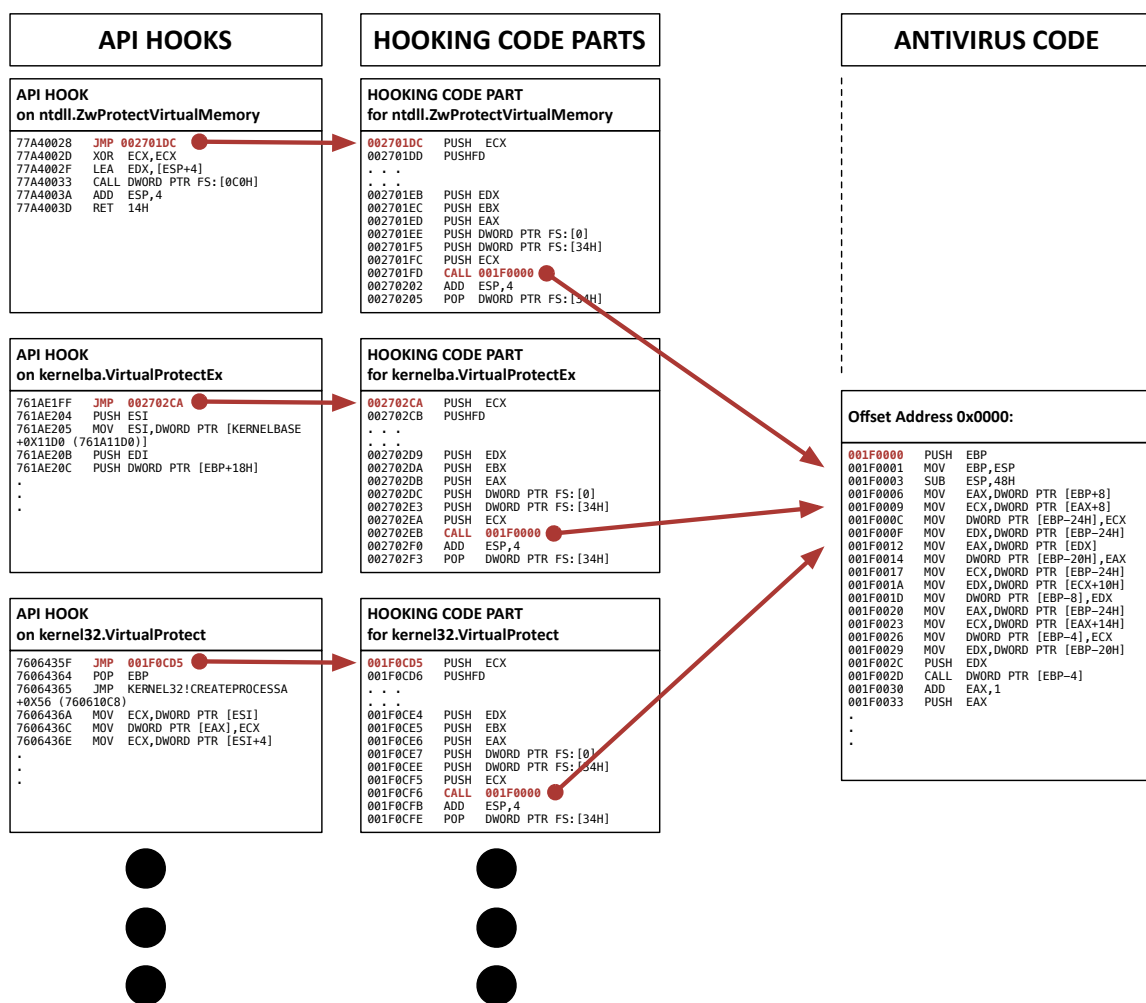 API HOOKS
HOOKING CODE PARTS
ANTIVIRUS CODE
API HOOK
on ntdll.ZwProtectVirtualMemory
77A40028 JMP 002701DC
77A4002D XOR ECX,ECX
77A4002F LEA EDX,[ESP+4]
77A40033 CALL DWORD PTR FS:[0C0H]
77A4003A ADD ESP,4
77A4003D RET 14H
HOOKING CODE PART
for ntdll.ZwProtectVirtualMemory
002701DC PUSH ECX
002701DD PUSHFD
. . .
. . .
002701EB PUSH EDX
002701EC PUSH EBX
002701ED PUSH EAX
002701EE PUSH DWORD PTR FS:[0]
002701F5 PUSH DWORD PTR FS:[34H]
002701FC PUSH ECX
002701FD CALL 001F0000
00270202 ADD ESP,4
00270205 POP DWORD PTR FS:[34H]
API HOOK
on kernelba.VirtualProtectEx
761AE1FF JMP 002702CA
761AE204 PUSH ESI
761AE205 MOV ESI,DWORD PTR [KERNELBASE
+0X11D0 (761A11D0)]
761AE20B PUSH EDI
761AE20C PUSH DWORD PTR [EBP+18H]
.
.
.
HOOKING CODE PART
for kernelba.VirtualProtectEx
002702CA PUSH ECX
002702CB PUSHFD
. . .
. . .
002702D9 PUSH EDX
002702DA PUSH EBX
002702DB PUSH EAX
002702DC PUSH DWORD PTR FS:[0]
002702E3 PUSH DWORD PTR FS:[34H]
002702EA PUSH ECX
002702EB CALL 001F0000
002702F0 ADD ESP,4
002702F3 POP DWORD PTR FS:[34H]
API HOOK
on kernel32.VirtualProtect
7606435F JMP 001F0CD5
76064364 POP EBP
76064365 JMP KERNEL32!CREATEPROCESSA
+0X56 (760610C8)
7606436A MOV ECX,DWORD PTR [ESI]
7606436C MOV DWORD PTR [EAX],ECX
7606436E MOV ECX,DWORD PTR [ESI+4]
.
.
.
HOOKING CODE PART
for kernel32.VirtualProtect
001F0CD5 PUSH ECX
001F0CD6 PUSHFD
. . .
. . .
001F0CE4 PUSH EDX
001F0CE5 PUSH EBX
001F0CE6 PUSH EAX
001F0CE7 PUSH DWORD PTR FS:[0]
001F0CEE PUSH DWORD PTR FS:[34H]
001F0CF5 PUSH ECX
001F0CF6 CALL 001F0000
001F0CFB ADD ESP,4
001F0CFE POP DWORD PTR FS:[34H]
Offset Address 0x0000:
001F0000 PUSH EBP
001F0001 MOV EBP,ESP
001F0003 SUB ESP,48H
001F0006 MOV EAX,DWORD PTR [EBP+8]
001F0009 MOV ECX,DWORD PTR [EAX+8]
001F000C MOV DWORD PTR [EBP-24H],ECX
001F000F MOV EDX,DWORD PTR [EBP-24H]
001F0012 MOV EAX,DWORD PTR [EDX]
001F0014 MOV DWORD PTR [EBP-20H],EAX
001F0017 MOV ECX,DWORD PTR [EBP-24H]
001F001A MOV EDX,DWORD PTR [ECX+10H]
001F001D MOV DWORD PTR [EBP-8],EDX
001F0020 MOV EAX,DWORD PTR [EBP-24H]
001F0023 MOV ECX,DWORD PTR [EAX+14H]
001F0026 MOV DWORD PTR [EBP-4],ECX
001F0029 MOV EDX,DWORD PTR [EBP-20H]
001F002C PUSH EDX
001F002D CALL DWORD PTR [EBP-4]
001F0030 ADD EAX,1
001F0033 PUSH EAX
.
.
.